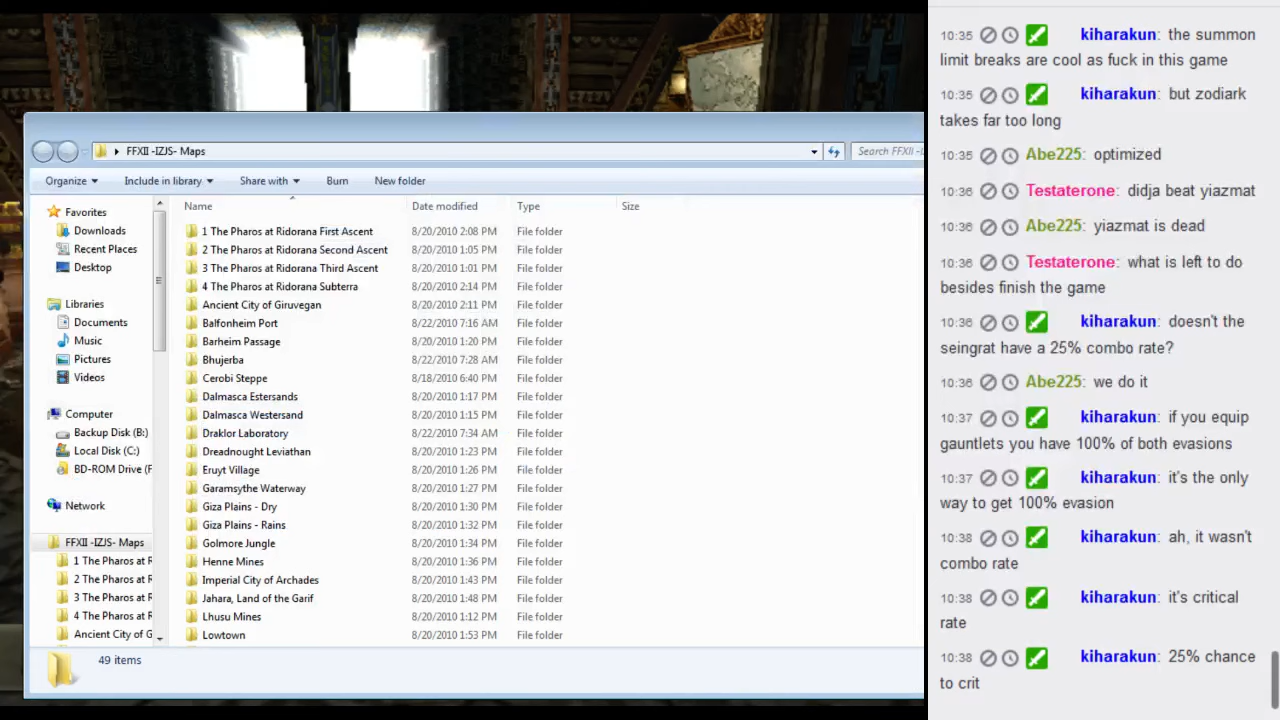 FFXII -IZJS- Maps
Search FFXII -I
Organize
Include in library
Share with
Burn
New folder
Name
Date modified
Type
Size
Favorites
Downloads
Recent Places
Desktop
Libraries
Documents
Music
Pictures
Videos
Computer
Backup Disk (B:)
Local Disk (C:)
BD-ROM Drive (F
Network
FFXII -IZJS- Maps
1 The Pharos at R
2 The Pharos at R
3 The Pharos at R
4 The Pharos at R
Ancient City of G
1 The Pharos at Ridorana First Ascent 8/20/2010 2:08 PM File folder
2 The Pharos at Ridorana Second Ascent 8/20/2010 1:05 PM File folder
3 The Pharos at Ridorana Third Ascent 8/20/2010 1:01 PM File folder
4 The Pharos at Ridorana Subterra 8/20/2010 2:14 PM File folder
Ancient City of Giruvegan 8/20/2010 2:11 PM File folder
Balfonheim Port 8/22/2010 7:16 AM File folder
Barheim Passage 8/20/2010 1:20 PM File folder
Bhujerba 8/22/2010 7:28 AM File folder
Cerobi Steppe 8/18/2010 6:40 PM File folder
Dalmasca Estersands 8/20/2010 1:17 PM File folder
Dalmasca Westersand 8/20/2010 1:15 PM File folder
Draklor Laboratory 8/22/2010 7:34 AM File folder
Dreadnought Leviathan 8/20/2010 1:23 PM File folder
Eruyt Village 8/20/2010 1:26 PM File folder
Garamsythe Waterway 8/20/2010 1:27 PM File folder
Giza Plains - Dry 8/20/2010 1:30 PM File folder
Giza Plains - Rains 8/20/2010 1:32 PM File folder
Golmore Jungle 8/20/2010 1:34 PM File folder
Henne Mines 8/20/2010 1:36 PM File folder
Imperial City of Archades 8/20/2010 1:43 PM File folder
Jahara, Land of the Garif 8/20/2010 1:48 PM File folder
Lhusu Mines 8/20/2010 1:12 PM File folder
Lowtown 8/20/2010 1:53 PM File folder
49 items
10:35 kiharakun: the summon
limit breaks are cool as fuck in this game
10:35 kiharakun: but zodiark
takes far too long
10:35 Abe225: optimized
10:36 Testaterone: didja beat yiazmat
10:36 Abe225: yiazmat is dead
10:36 Testaterone: what is left to do
besides finish the game
10:36 kiharakun: doesn't the
seingrat have a 25% combo rate?
10:36 Abe225: we do it
10:37 kiharakun: if you equip
gauntlets you have 100% of both evasions
10:37 kiharakun: it's the only
way to get 100% evasion
10:38 kiharakun: ah, it wasn't
combo rate
10:38 kiharakun: it's critical
rate
10:38 kiharakun: 25% chance
to crit